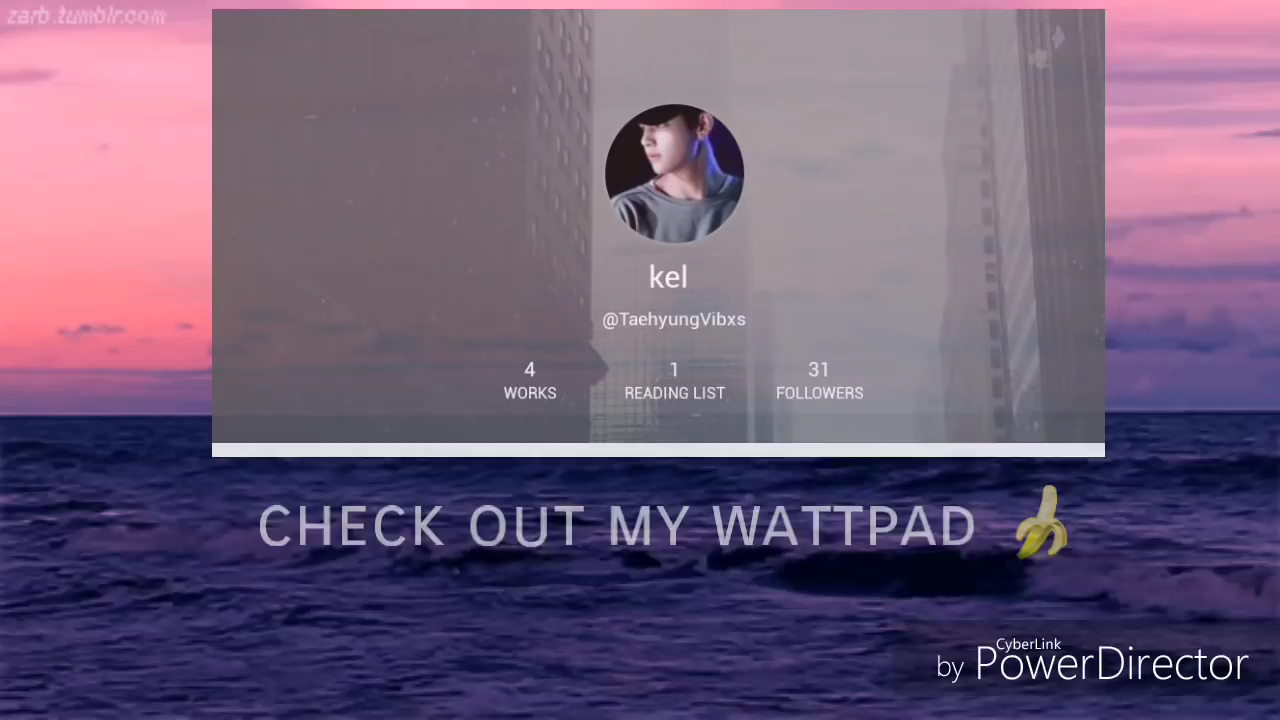 zarb.tumblr.com
kel
@TaehyungVibxs
4 1 31
WORKS READING LIST FOLLOWERS
CHECK OUT MY WATTPAD 🍌
CyberLink
by PowerDirector